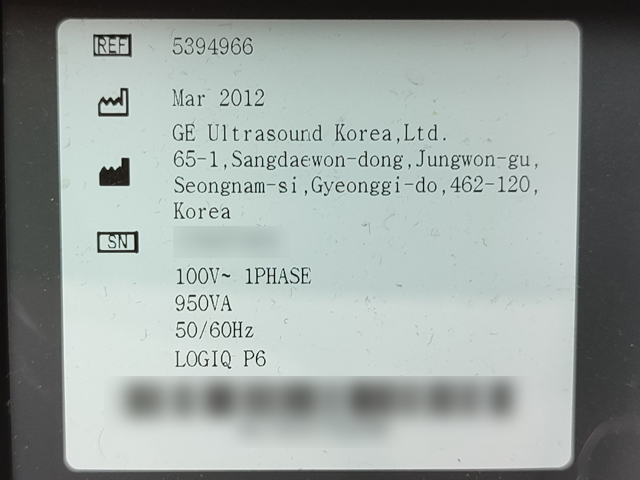 REF 5394966
Mar 2012
GE Ultrasound Korea,Ltd.
65-1,Sangdaewon-dong,Jungwon-gu,
Seongnam-si,Gyeonggi-do,462-120,
Korea
SN
100V~ 1PHASE
950VA
50/60Hz
LOGIQ P6